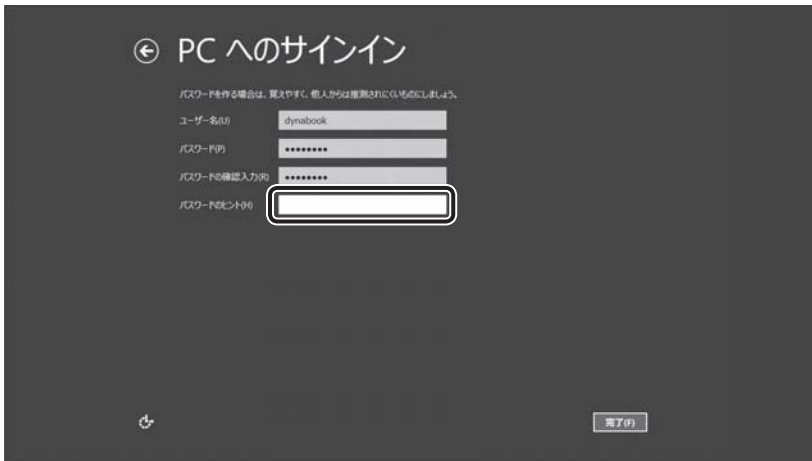 PC へのサインイン
パスワードを作る場合は、覚えやすく、他人からは推測されにくいものにしましょう。
ユーザー名(U)
dynabook
パスワード(P)
••••••••
パスワードの確認入力(R)
••••••••
パスワードのヒント(H)
完了(F)